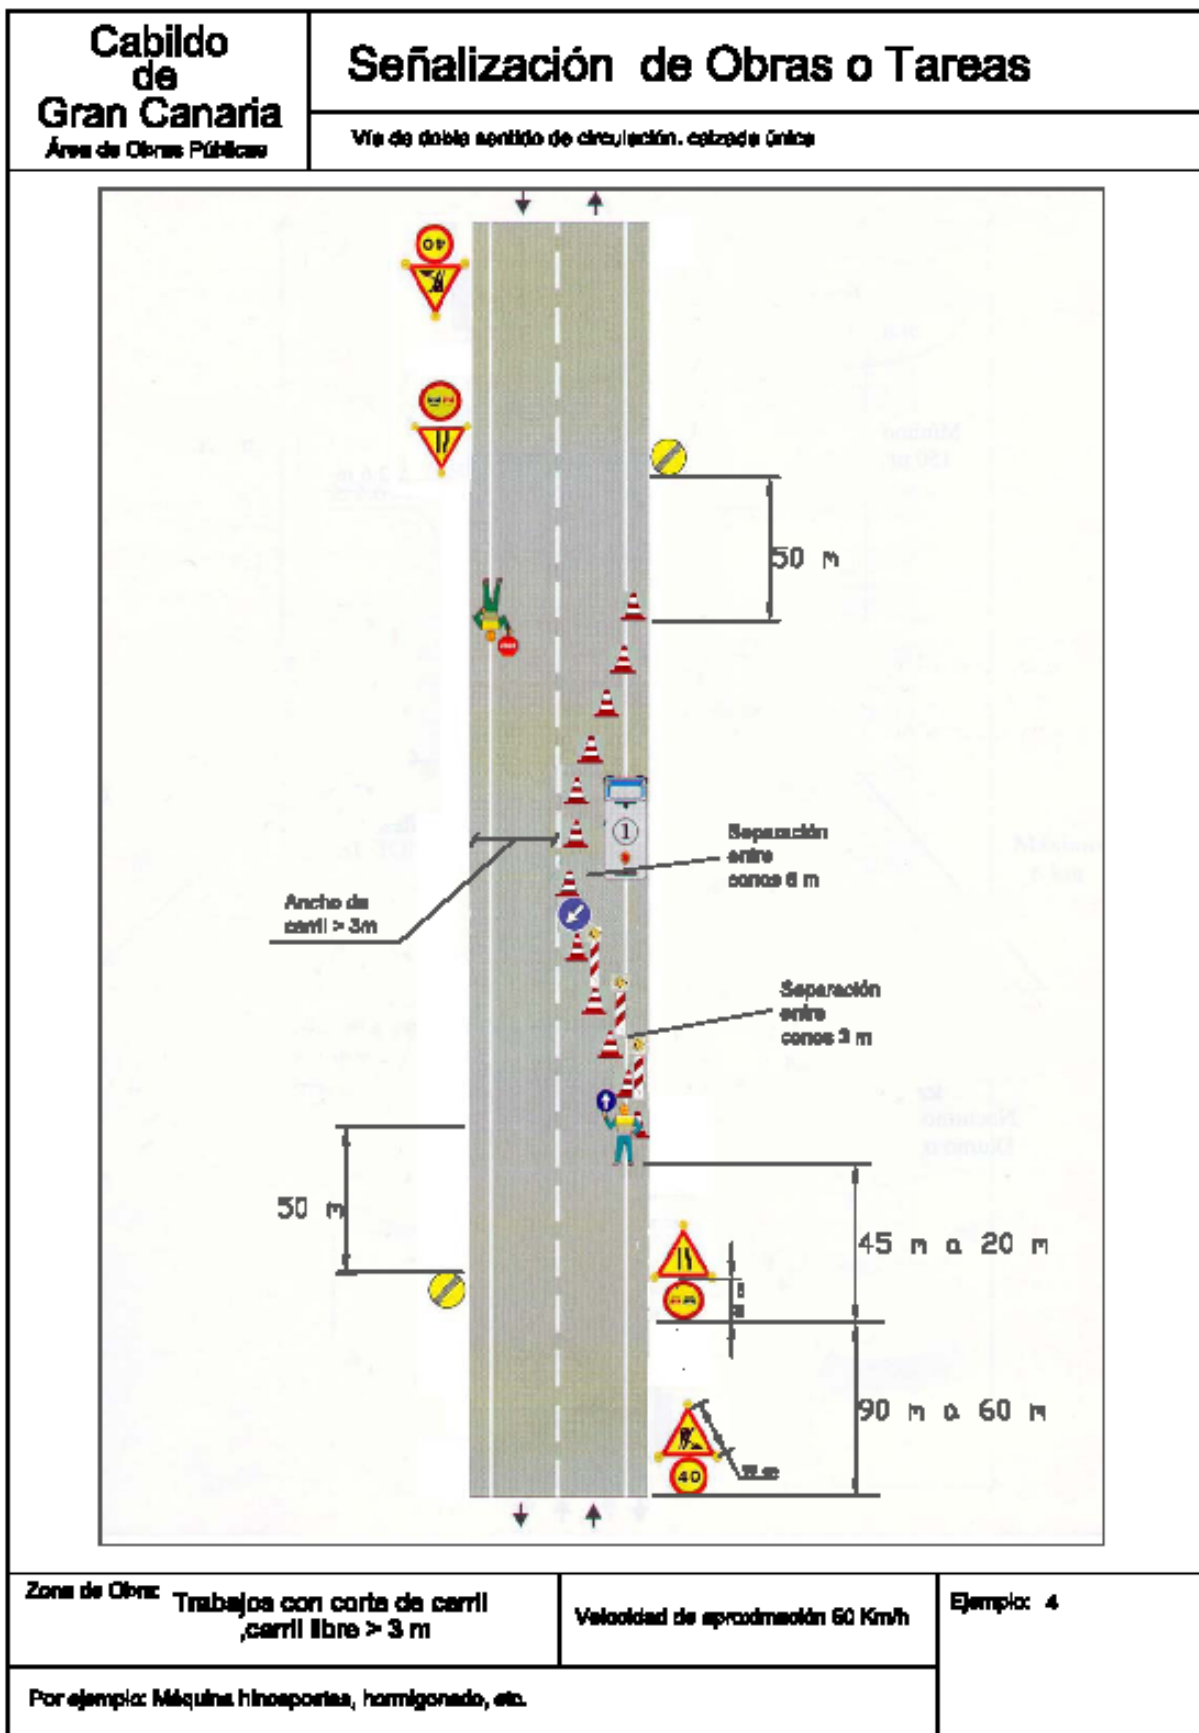 Cabildo
de
Gran Canaria
Área de Obras Públicas
Señalización de Obras o Tareas
Vía de doble sentido de circulación. calzada única
40
50 m
1
Separación
entre
conos 6 m
Ancho de
carril > 3m
Separación
entre
conos 3 m
50 m
45 m a 20 m
90 m a 60 m
40
Zona de Obra: Trabajos con corte de carril
,carril libre > 3 m
Velocidad de aproximación 60 Km/h
Ejemplo: 4
Por ejemplo: Máquina hincapostes, hormigonado, etc.